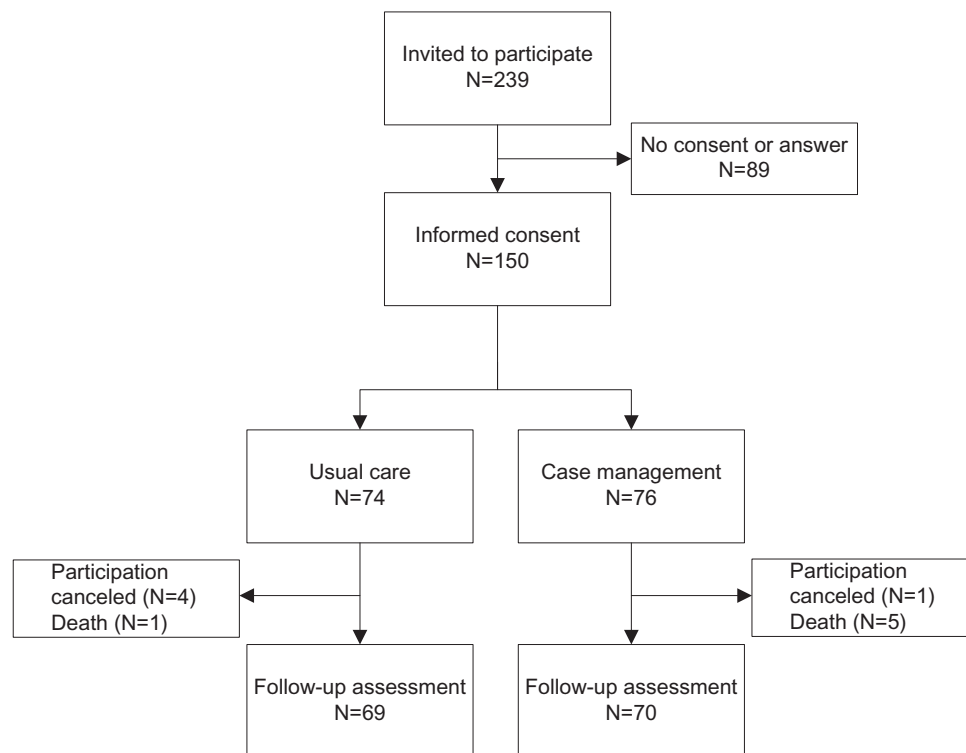 Invited to participate
N=239
No consent or answer
N=89
Informed consent
N=150
Usual care
N=74
Case management
N=76
Participation
canceled (N=4)
Death (N=1)
Participation
canceled (N=1)
Death (N=5)
Follow-up assessment
N=69
Follow-up assessment
N=70